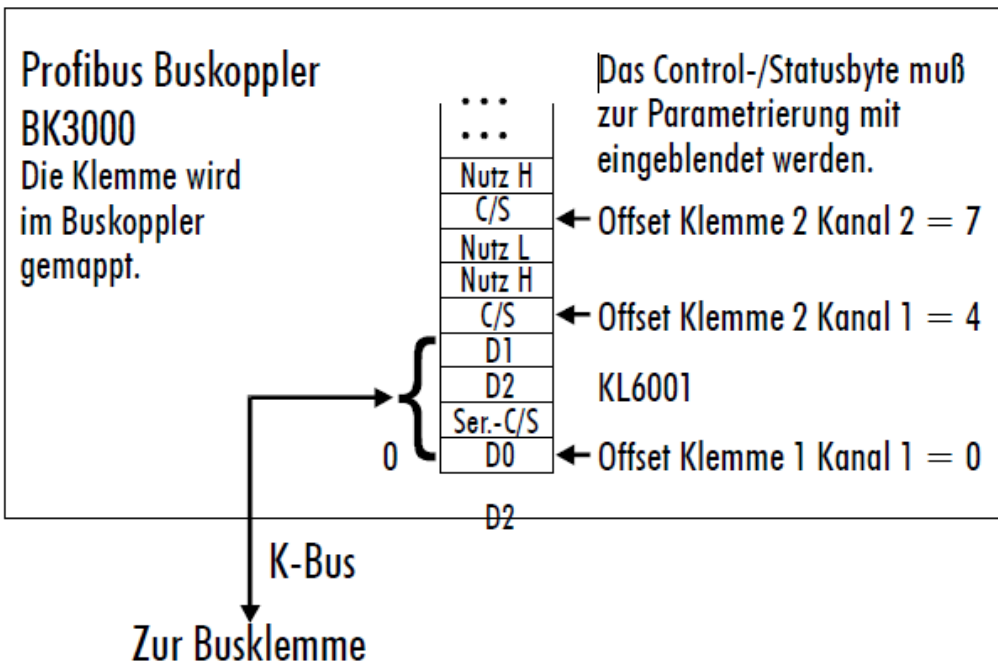 Profibus Buskoppler
BK3000
Die Klemme wird
im Buskoppler
gemappt.
Das Control-/Statusbyte muß
zur Parametrierung mit
eingeblendet werden.
...
...
Nutz H
C/S
Offset Klemme 2 Kanal 2 = 7
Nutz L
Nutz H
C/S
Offset Klemme 2 Kanal 1 = 4
D1
D2
KL6001
Ser.-C/S
0
D0
Offset Klemme 1 Kanal 1 = 0
D2
K-Bus
Zur Busklemme